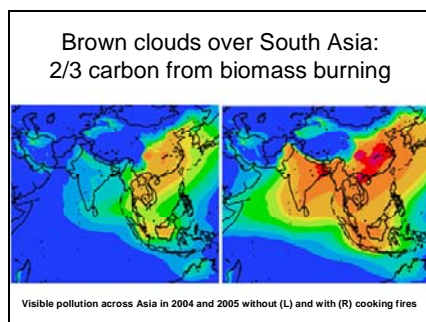 Brown clouds over South Asia:
2/3 carbon from biomass burning
Visible pollution across Asia in 2004 and 2005 without (L) and with (R) cooking fires